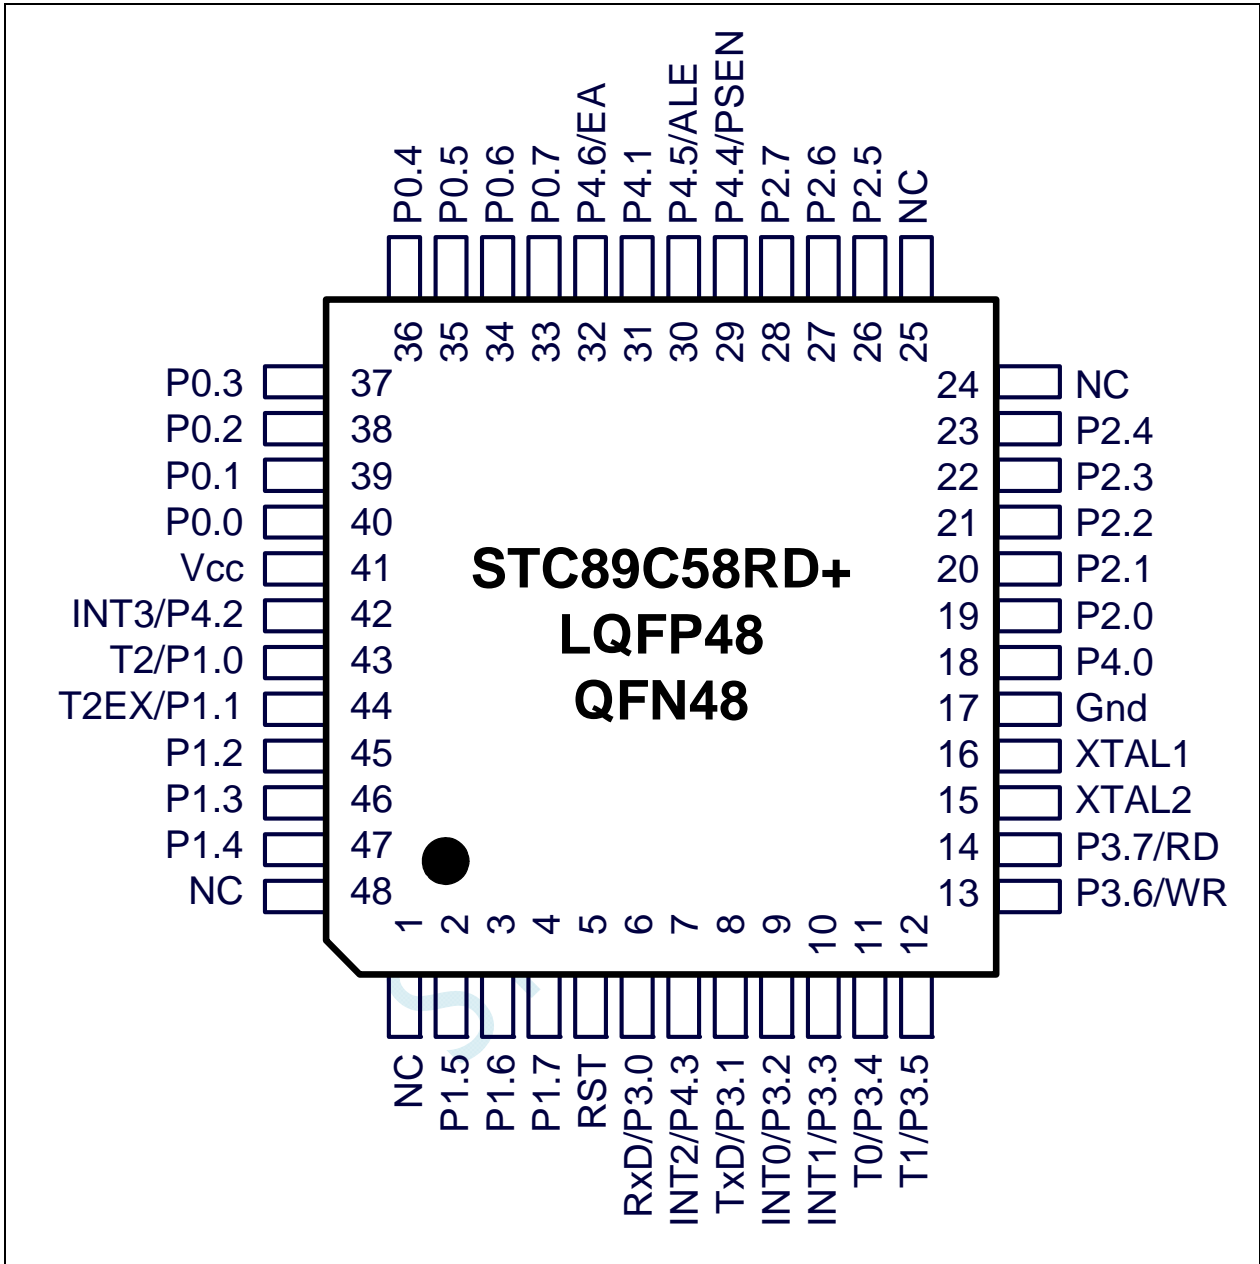 P0.4
P0.5
P0.6
P0.7
P4.6/EA
P4.1
P4.5/ALE
P4.4/PSEN
P2.7
P2.6
P2.5
NC
36
35
34
33
32
31
30
29
28
27
26
25
P0.3 37
P0.2 38
P0.1 39
P0.0 40
Vcc 41
INT3/P4.2 42
T2/P1.0 43
T2EX/P1.1 44
P1.2 45
P1.3 46
P1.4 47
NC 48
STC89C58RD+
LQFP48
QFN48
24 NC
23 P2.4
22 P2.3
21 P2.2
20 P2.1
19 P2.0
18 P4.0
17 Gnd
16 XTAL1
15 XTAL2
14 P3.7/RD
13 P3.6/WR
1
2
3
4
5
6
7
8
9
10
11
12
NC
P1.5
P1.6
P1.7
RST
RxD/P3.0
INT2/P4.3
TxD/P3.1
INT0/P3.2
INT1/P3.3
T0/P3.4
T1/P3.5